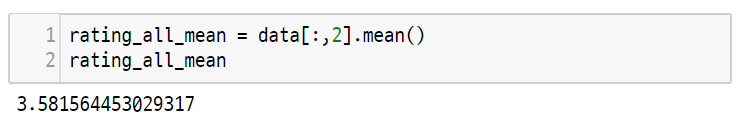 1 rating_all_mean = data[:,2].mean()
2 rating_all_mean
3.581564453029317